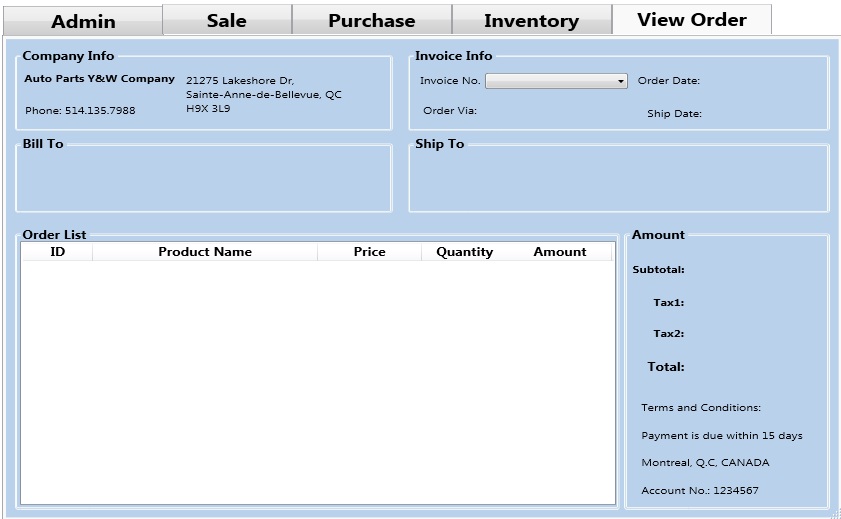 Admin Sale Purchase Inventory View Order
Company Info
Auto Parts Y&W Company
Phone: 514.135.7988
21275 Lakeshore Dr,
Sainte-Anne-de-Bellevue, QC
H9X 3L9
Invoice Info
Invoice No. Order Date:
Order Via: Ship Date:
Bill To
Ship To
Order List
ID Product Name Price Quantity Amount
Amount
Subtotal:
Tax1:
Tax2:
Total:
Terms and Conditions:
Payment is due within 15 days
Montreal, Q.C, CANADA
Account No.: 1234567